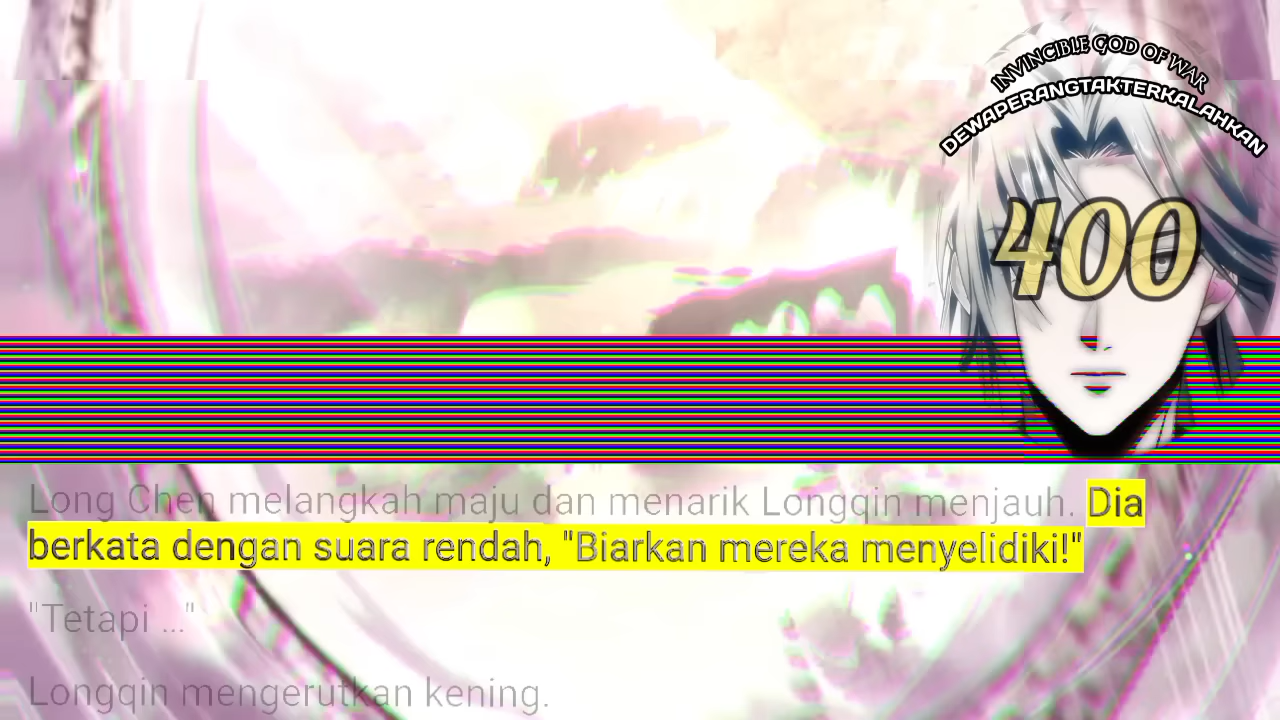 INVINCIBLE GOD OF WAR
DEWAPERANGTAKTERKALAHKAN
400
Long Chen melangkah maju dan menarik Longqin menjauh. Dia
berkata dengan suara rendah, "Biarkan mereka menyelidiki!"
"Tetapi ..."
Longqin mengerutkan kening.